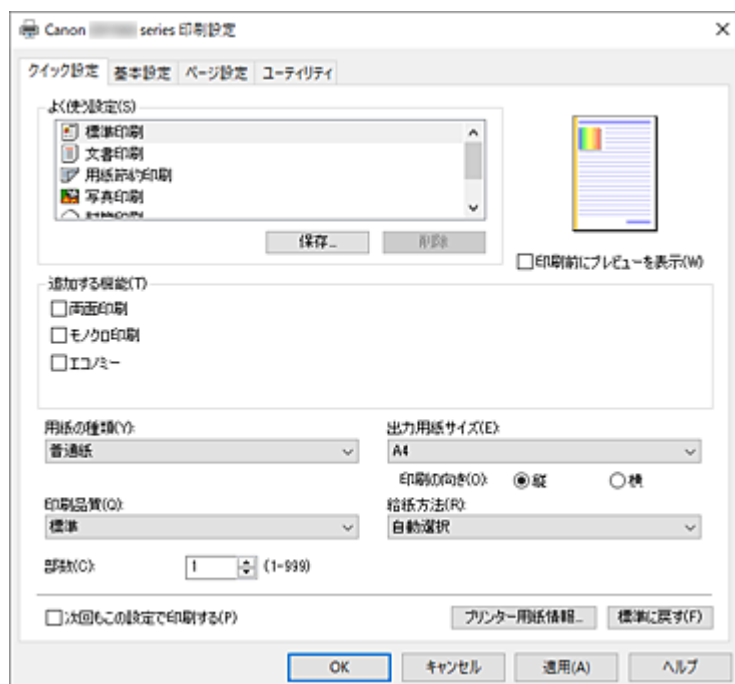 Canon series 印刷設定
クイック設定 基本設定 ページ設定 ユーティリティ
よく使う設定(S)
標準印刷
文書印刷
用紙節約印刷
写真印刷
保存...
削除
印刷前にプレビューを表示(W)
追加する機能(T)
両面印刷
モノクロ印刷
エコノミー
用紙の種類(Y): 出力用紙サイズ(E):
普通紙 A4
印刷の向き(O): 縦 横
印刷品質(Q): 給紙方法(R):
標準 自動選択
部数(C): 1 (1-999)
次回もこの設定で印刷する(P) プリンター用紙情報... 標準に戻す(F)
OK キャンセル 適用(A) ヘルプ